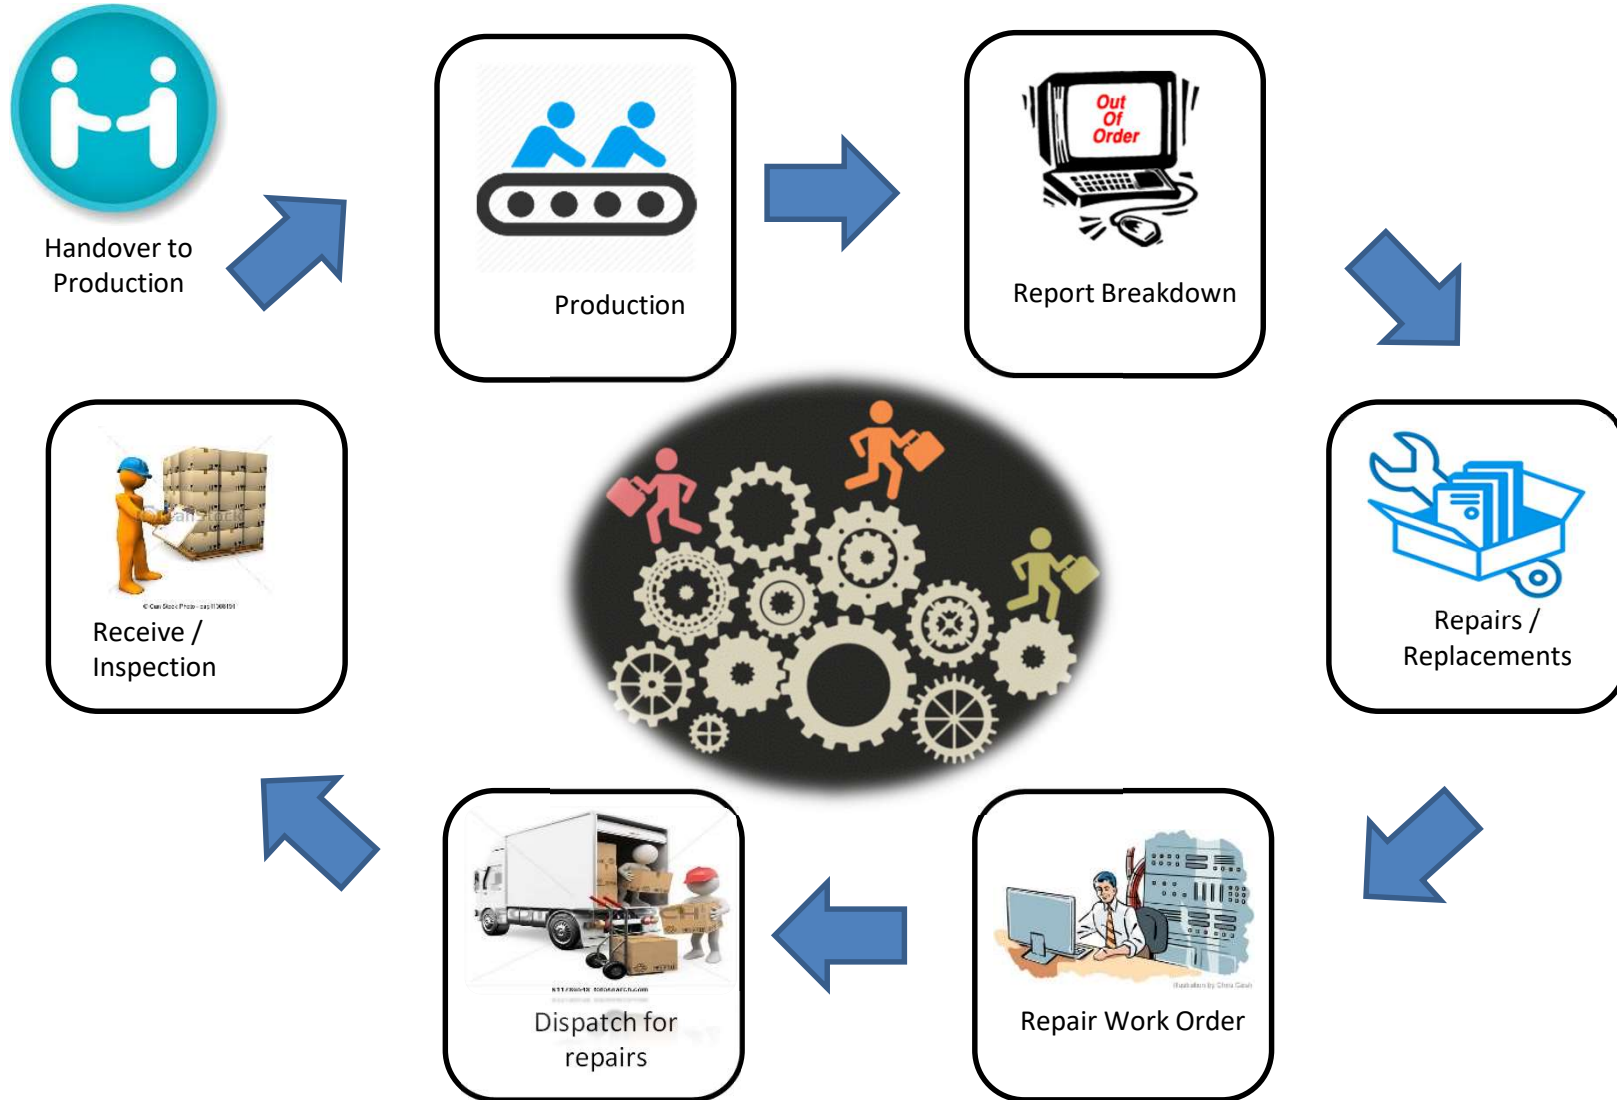 Handover to
Production
Production
Out
Of
Order
Report Breakdown
Repairs /
Replacements
Repair Work Order
Dispatch for
repairs
Receive /
Inspection